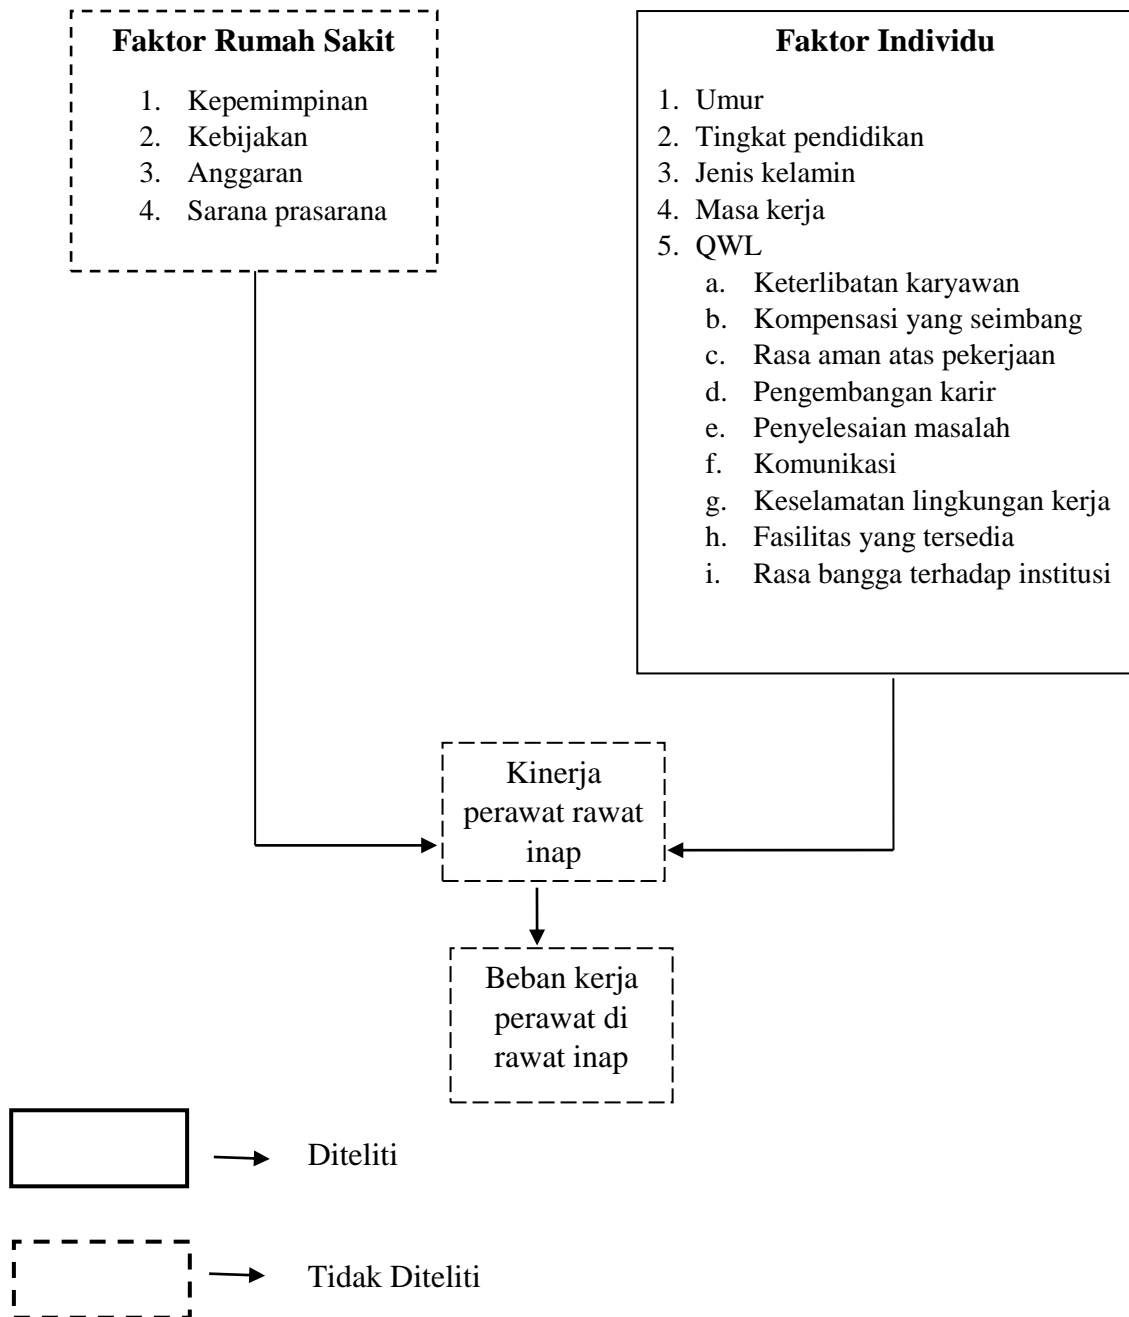 Faktor Rumah Sakit
1. Kepemimpinan
2. Kebijakan
3. Anggaran
4. Sarana prasarana
Faktor Individu
1. Umur
2. Tingkat pendidikan
3. Jenis kelamin
4. Masa kerja
5. QWL
a. Keterlibatan karyawan
b. Kompensasi yang seimbang
c. Rasa aman atas pekerjaan
d. Pengembangan karir
e. Penyelesaian masalah
f. Komunikasi
g. Keselamatan lingkungan kerja
h. Fasilitas yang tersedia
i. Rasa bangga terhadap institusi
Kinerja
perawat rawat
inap
Beban kerja
perawat di
rawat inap
Diteliti
Tidak Diteliti